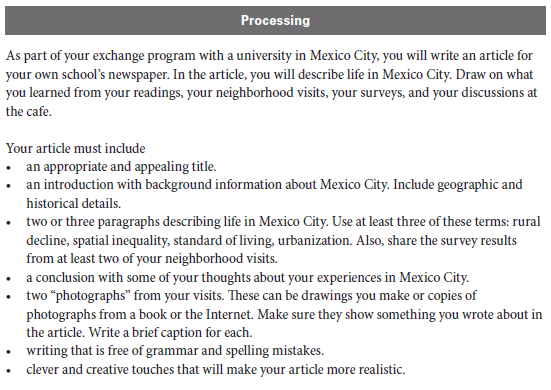 Processing
As part of your exchange program with a university in Mexico City, you will write an article for
your own school’s newspaper. In the article, you will describe life in Mexico City. Draw on what
you learned from your readings, your neighborhood visits, your surveys, and your discussions at
the cafe.
Your article must include
• an appropriate and appealing title.
• an introduction with background information about Mexico City. Include geographic and
historical details.
• two or three paragraphs describing life in Mexico City. Use at least three of these terms: rural
decline, spatial inequality, standard of living, urbanization. Also, share the survey results
from at least two of your neighborhood visits.
• a conclusion with some of your thoughts about your experiences in Mexico City.
• two “photographs” from your visits. These can be drawings you make or copies of
photographs from a book or the Internet. Make sure they show something you wrote about in
the article. Write a brief caption for each.
• writing that is free of grammar and spelling mistakes.
• clever and creative touches that will make your article more realistic.